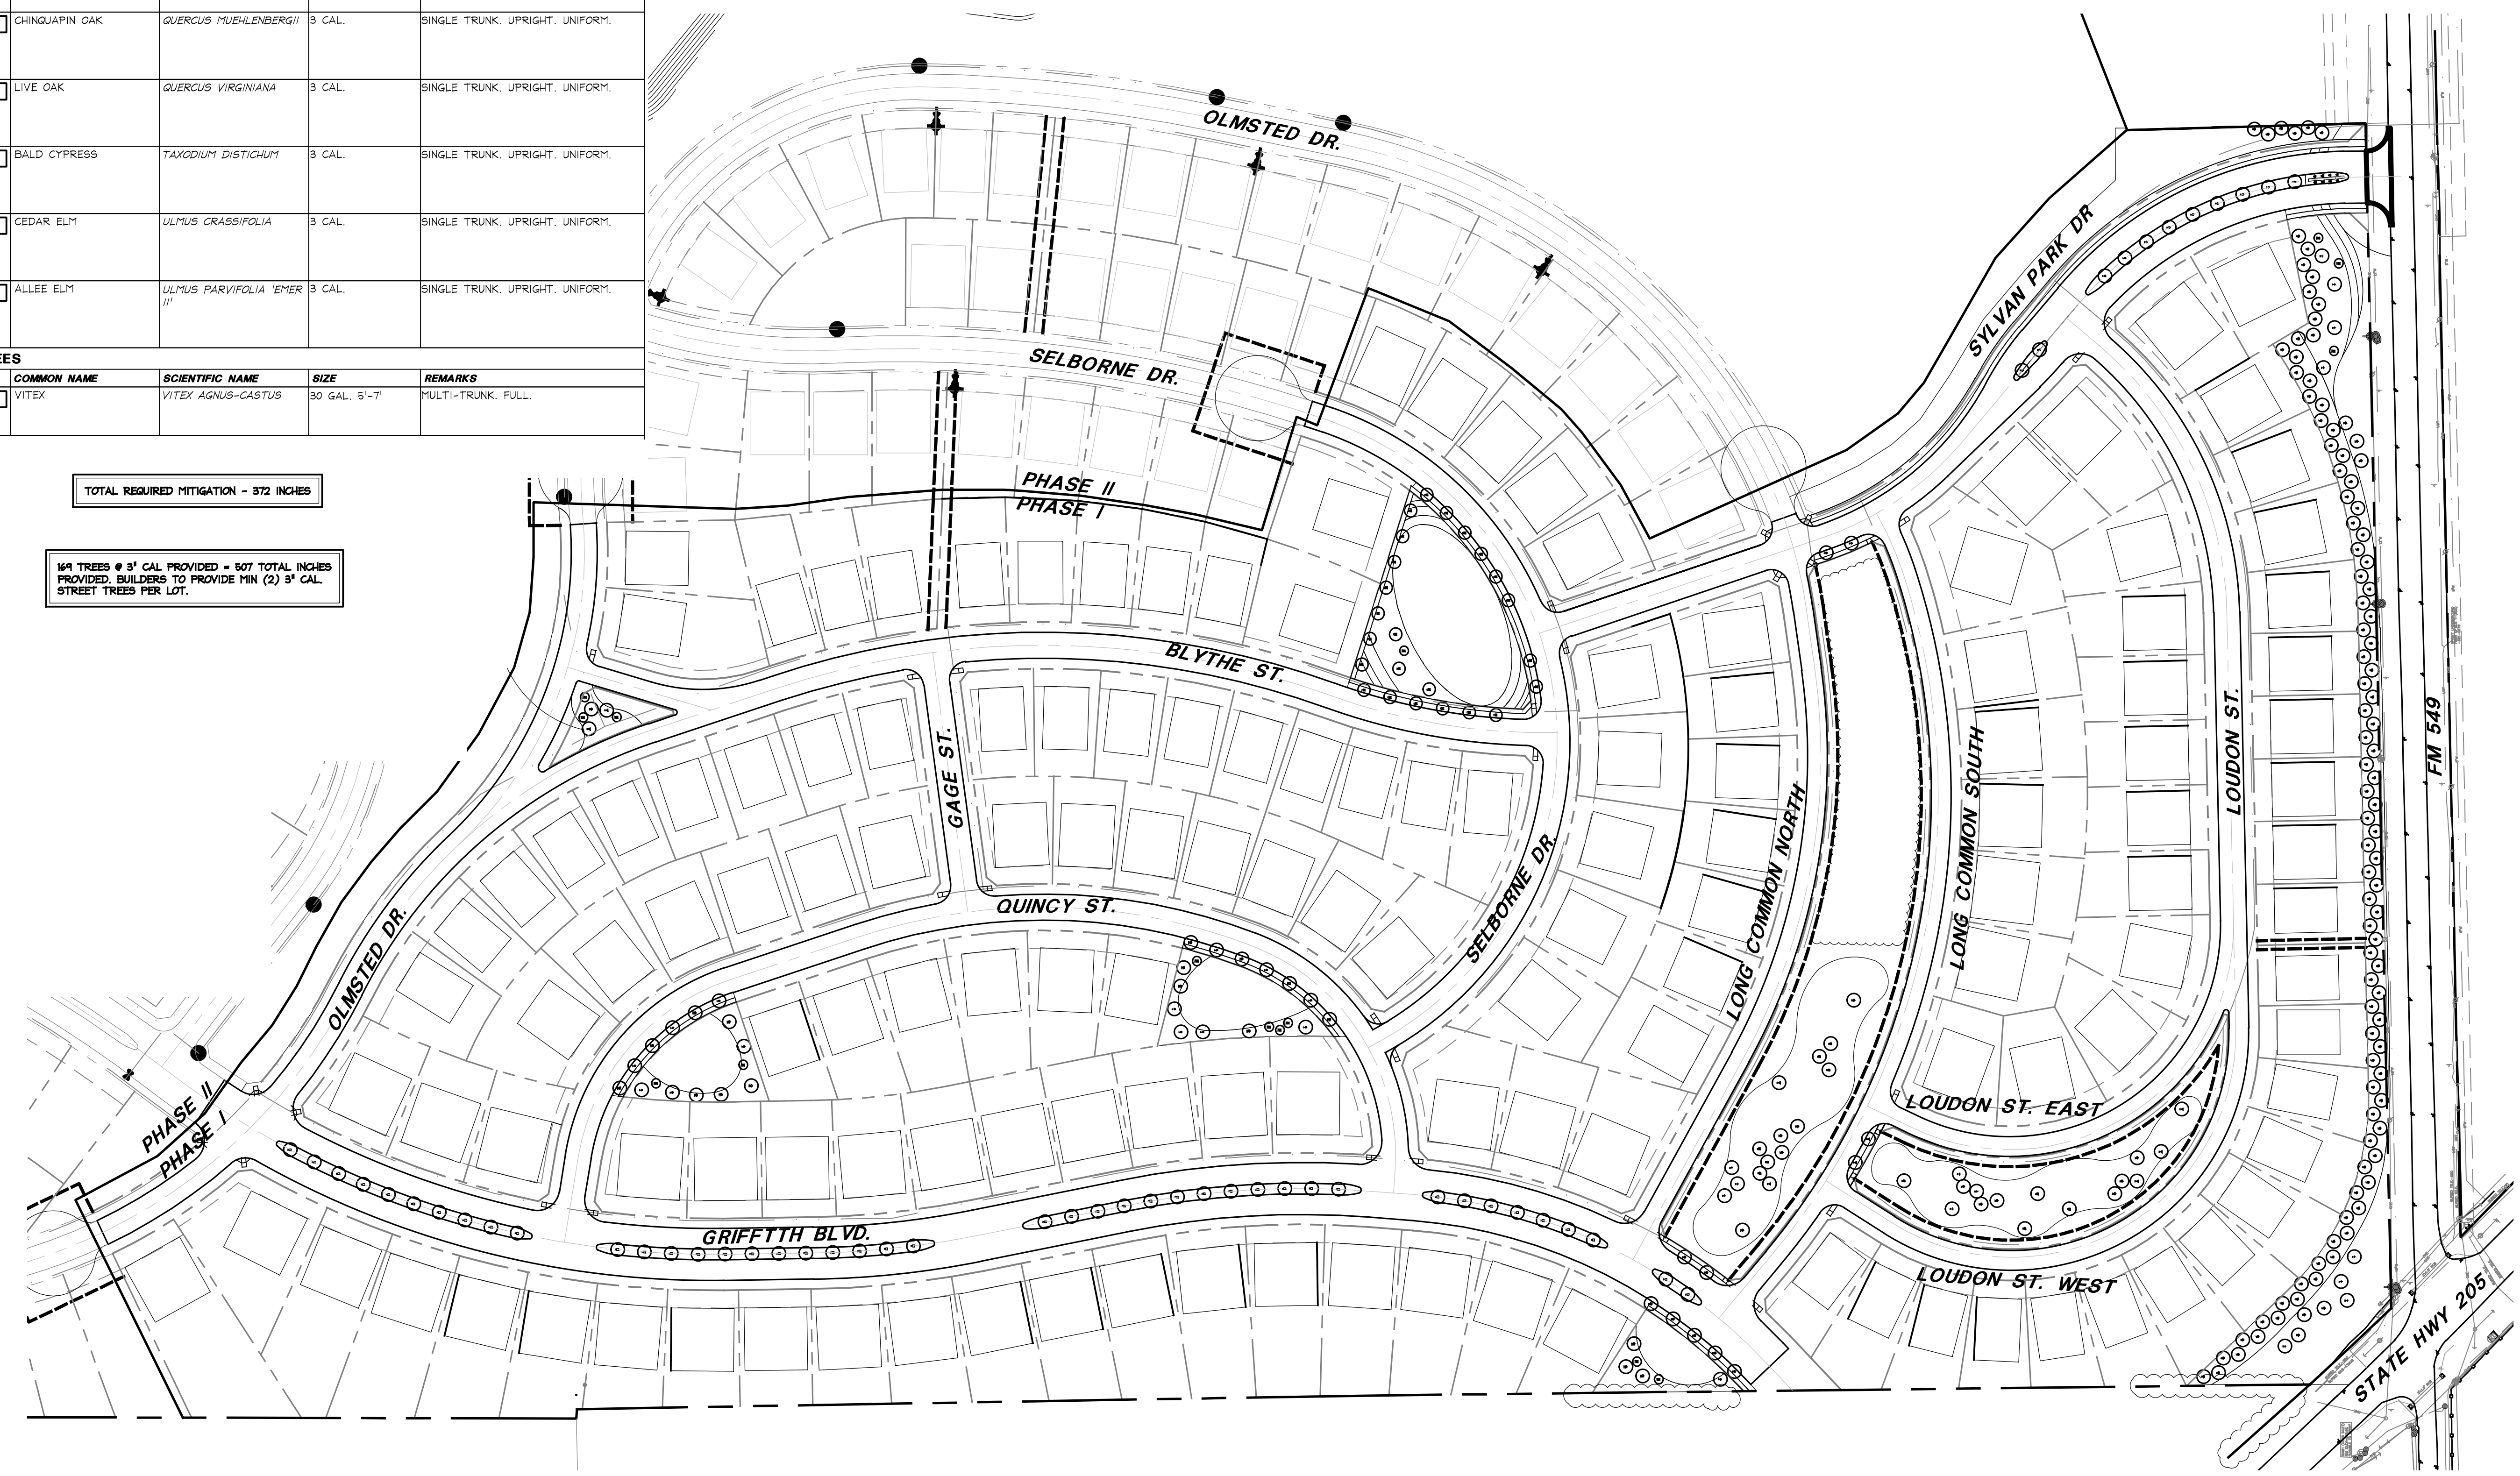 CHINQUAPIN OAK QUERCUS MUEHLENBERGII 3 CAL. SINGLE TRUNK. UPRIGHT. UNIFORM.
LIVE OAK QUERCUS VIRGINIANA 3 CAL. SINGLE TRUNK. UPRIGHT. UNIFORM.
BALD CYPRESS TAXODIUM DISTICHUM 3 CAL. SINGLE TRUNK. UPRIGHT. UNIFORM.
CEDAR ELM ULMUS CRASSIFOLIA 3 CAL. SINGLE TRUNK. UPRIGHT. UNIFORM.
ALLEE ELM ULMUS PARVIFOLIA 'EMER 3 CAL. SINGLE TRUNK. UPRIGHT. UNIFORM.
II'
EES
COMMON NAME SCIENTIFIC NAME SIZE REMARKS
VITEX VITEX AGNUS-CASTUS 30 GAL. 5'-7' MULTI-TRUNK. FULL.
TOTAL REQUIRED MITIGATION - 372 INCHES
169 TREES @ 3" CAL PROVIDED = 507 TOTAL INCHES
PROVIDED. BUILDERS TO PROVIDE MIN (2) 3" CAL.
STREET TREES PER LOT.
OLMSTED DR.
SYLVAN PARK DR
SELBORNE DR.
PHASE II
PHASE I
BLYTHE ST.
GAGE ST.
QUINCY ST.
SELBORNE DR.
LONG COMMON NORTH
LONG COMMON SOUTH
LOUDON ST.
FM 549
OLMSTED DR.
PHASE II
PHASE I
LOUDON ST. EAST
GRIFFTTH BLVD.
LOUDON ST. WEST
STATE HWY 205